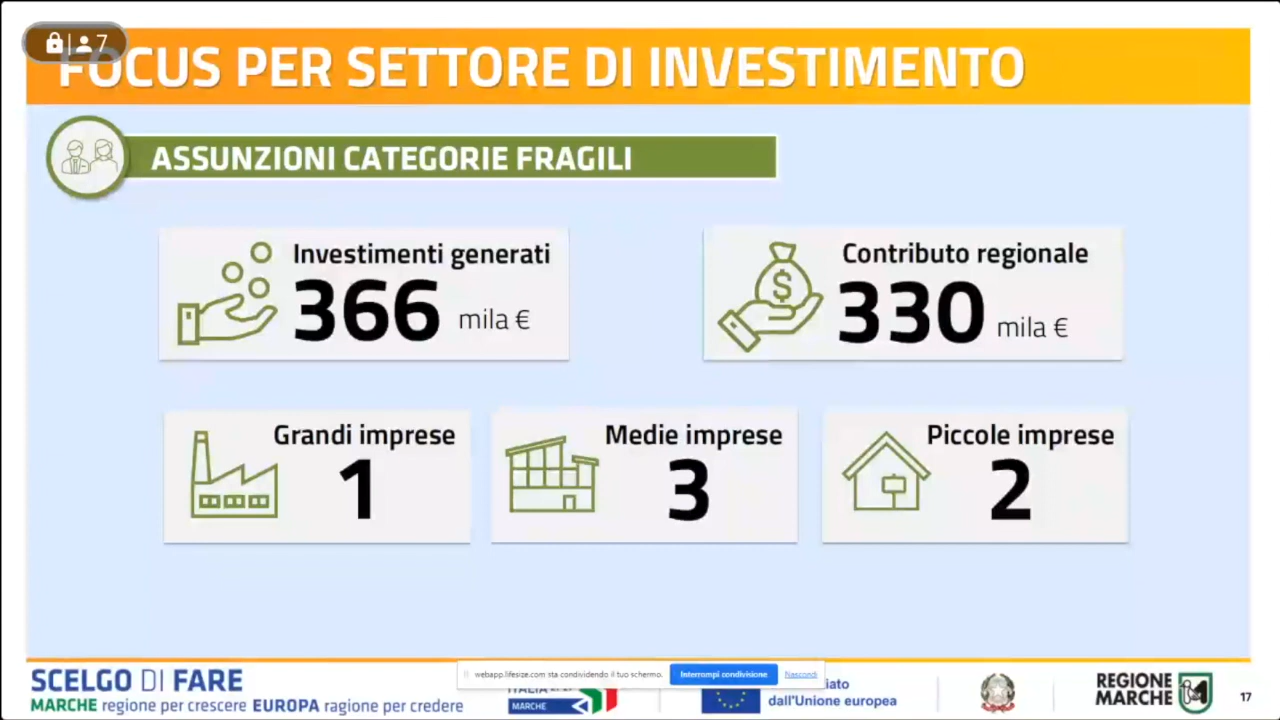 7
FOCUS PER SETTORE DI INVESTIMENTO
ASSUNZIONI CATEGORIE FRAGILI
Investimenti generati
366 mila €
Contributo regionale
$
330 mila €
Grandi imprese
1
Medie imprese
3
Piccole imprese
2
SCELGO DI FARE
MARCHE regione per crescere EUROPA ragione per credere
webapp.lifesize.com sta condividendo il tuo schermo.
Interrompi condivisione
Nascondi
ITALIA
MARCHE
dall'Unione europea
REGIONE
MARCHE
17